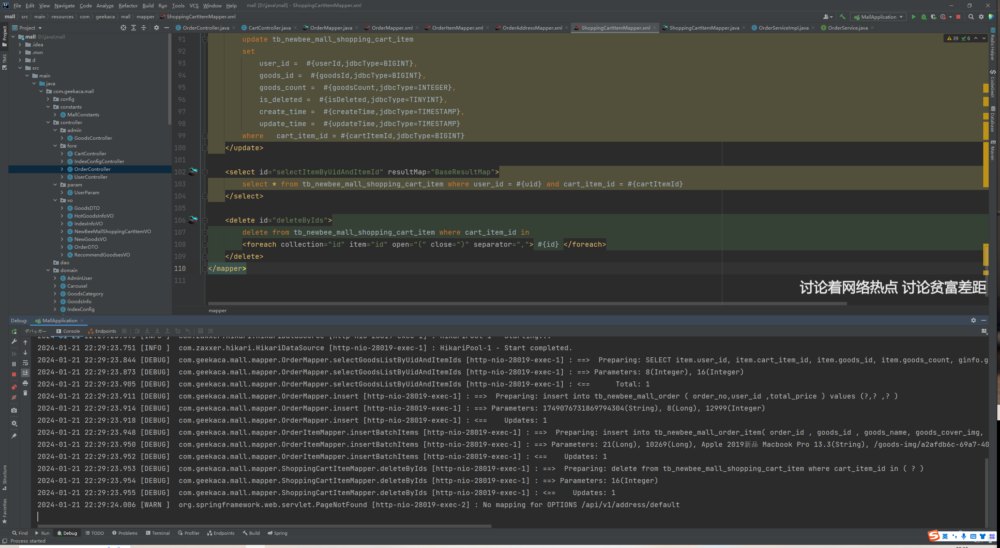 File Edit View Navigate Code Analyze Refactor Build Run Tools VCS Window Help mall [D:\java\mall] - ShoppingCartItemMapper.xml
mall src main resources com geekaca mall mapper ShoppingCartItemMapper.xml
MallApplication
Project
OrderController.java CartController.java OrderMapper.java OrderMapper.xml OrderItemMapper.xml OrderAddressMapper.xml ShoppingCartItemMapper.xml ShoppingCartItemMapper.java OrderServiceImpl.java OrderService.java
Project
TMS
Structure
Favorites
mall D:\java\mall
.idea
.mvn
d
src
main
java
com.geekaca.mall
config
constants
MallConstants
controller
admin
GoodsController
fore
CartController
IndexConfigController
OrderController
UserController
param
UserParam
vo
GoodsDTO
HotGoodsInfoVO
IndexInfoVO
NewBeeMallShoppingCartItemVO
NewGoodsVO
OrderDTO
RecommendGoodsesVO
dao
domain
AdminUser
Carousel
GoodsCategory
GoodsInfo
IndexConfig
39 6
91 update tb_newbee_mall_shopping_cart_item
92 set
93 user_id = #{userId,jdbcType=BIGINT},
94 goods_id = #{goodsId,jdbcType=BIGINT},
95 goods_count = #{goodsCount,jdbcType=INTEGER},
96 is_deleted = #{isDeleted,jdbcType=TINYINT},
97 create_time = #{createTime,jdbcType=TIMESTAMP},
98 update_time = #{updateTime,jdbcType=TIMESTAMP}
99 where cart_item_id = #{cartItemId,jdbcType=BIGINT}
100 </update>
101
102 <select id="selectItemByUidAndItemId" resultMap="BaseResultMap">
103 select * from tb_newbee_mall_shopping_cart_item where user_id = #{uid} and cart_item_id = #{cartItemId}
104 </select>
105
106 <delete id="deleteByIds">
107 delete from tb_newbee_mall_shopping_cart_item where cart_item_id in
108 <foreach collection="id" item="id" open="(" close=")" separator=","> #{id} </foreach>
109 </delete>
110 </mapper>
111
讨论着网络热点 讨论贫富差距
mapper
Redis Helper
CodeGeeX
Database
Maven
Debug: MallApplication
デバッガー Console Endpoints
2024-01-21 22:29:23.751 [INFO ] com.zaxxer.hikari.HikariDataSource [http-nio-28019-exec-1] : HikariPool-1 - Start completed.
2024-01-21 22:29:23.844 [DEBUG] com.geekaca.mall.mapper.OrderMapper.selectGoodsListByUidAndItemIds [http-nio-28019-exec-1] : ==> Preparing: SELECT item.user_id, item.cart_item_id, item.goods_id, item.goods_count, ginfo.g
2024-01-21 22:29:23.873 [DEBUG] com.geekaca.mall.mapper.OrderMapper.selectGoodsListByUidAndItemIds [http-nio-28019-exec-1] : ==> Parameters: 8(Integer), 16(Integer)
2024-01-21 22:29:23.905 [DEBUG] com.geekaca.mall.mapper.OrderMapper.selectGoodsListByUidAndItemIds [http-nio-28019-exec-1] : <== Total: 1
2024-01-21 22:29:23.911 [DEBUG] com.geekaca.mall.mapper.OrderMapper.insert [http-nio-28019-exec-1] : ==> Preparing: insert into tb_newbee_mall_order ( order_no,user_id ,total_price ) values (?,? ,? )
2024-01-21 22:29:23.914 [DEBUG] com.geekaca.mall.mapper.OrderMapper.insert [http-nio-28019-exec-1] : ==> Parameters: 1749076731869794304(String), 8(Long), 12999(Integer)
2024-01-21 22:29:23.918 [DEBUG] com.geekaca.mall.mapper.OrderMapper.insert [http-nio-28019-exec-1] : <== Updates: 1
2024-01-21 22:29:23.948 [DEBUG] com.geekaca.mall.mapper.OrderItemMapper.insertBatchItems [http-nio-28019-exec-1] : ==> Preparing: insert into tb_newbee_mall_order_item( order_id , goods_id , goods_name, goods_cover_img,
2024-01-21 22:29:23.950 [DEBUG] com.geekaca.mall.mapper.OrderItemMapper.insertBatchItems [http-nio-28019-exec-1] : ==> Parameters: 21(Long), 10269(Long), Apple 2019新品 Macbook Pro 13.3(String), /goods-img/a2afdb6c-69a7-40
2024-01-21 22:29:23.952 [DEBUG] com.geekaca.mall.mapper.OrderItemMapper.insertBatchItems [http-nio-28019-exec-1] : <== Updates: 1
2024-01-21 22:29:23.953 [DEBUG] com.geekaca.mall.mapper.ShoppingCartItemMapper.deleteByIds [http-nio-28019-exec-1] : ==> Preparing: delete from tb_newbee_mall_shopping_cart_item where cart_item_id in ( ? )
2024-01-21 22:29:23.954 [DEBUG] com.geekaca.mall.mapper.ShoppingCartItemMapper.deleteByIds [http-nio-28019-exec-1] : ==> Parameters: 16(Integer)
2024-01-21 22:29:23.955 [DEBUG] com.geekaca.mall.mapper.ShoppingCartItemMapper.deleteByIds [http-nio-28019-exec-1] : <== Updates: 1
2024-01-21 22:29:24.006 [WARN ] org.springframework.web.servlet.PageNotFound [http-nio-28019-exec-2] : No mapping for OPTIONS /api/v1/address/default
Find Run Debug TODO Problems Terminal Profiler Endpoints Build Spring
Process started
英